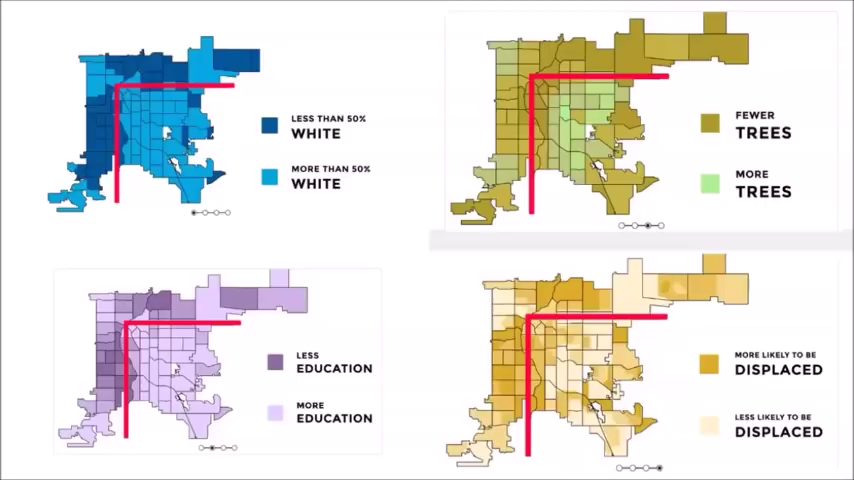 LESS THAN 50%
WHITE
MORE THAN 50%
WHITE
FEWER
TREES
MORE
TREES
LESS
EDUCATION
MORE
EDUCATION
MORE LIKELY TO BE
DISPLACED
LESS LIKELY TO BE
DISPLACED